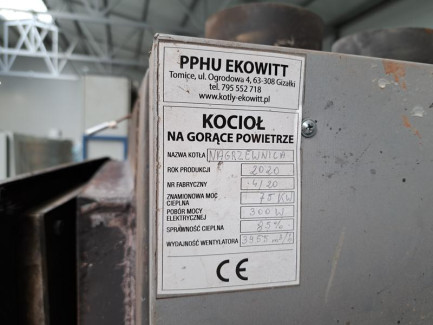 PPHU EKOWITT
Tomice, ul. Ogrodowa 4, 63-308 Gizałki
tel. 795 552 718
www.kotly-ekowitt.pl
KOCIOŁ
NA GORĄCE POWIETRZE
NAZWA KOTŁA NAGRZEWNICA
ROK PRODUKCJI 2020
NR FABRYCZNY 4/20
ZNAMIONOWA MOC CIEPLNA 75 KW
POBÓR MOCY ELEKTRYCZNEJ 300 W
SPRAWNOŚĆ CIEPLNA 85%
WYDAJNOŚĆ WENTYLATORA 3955 m3/h
CE